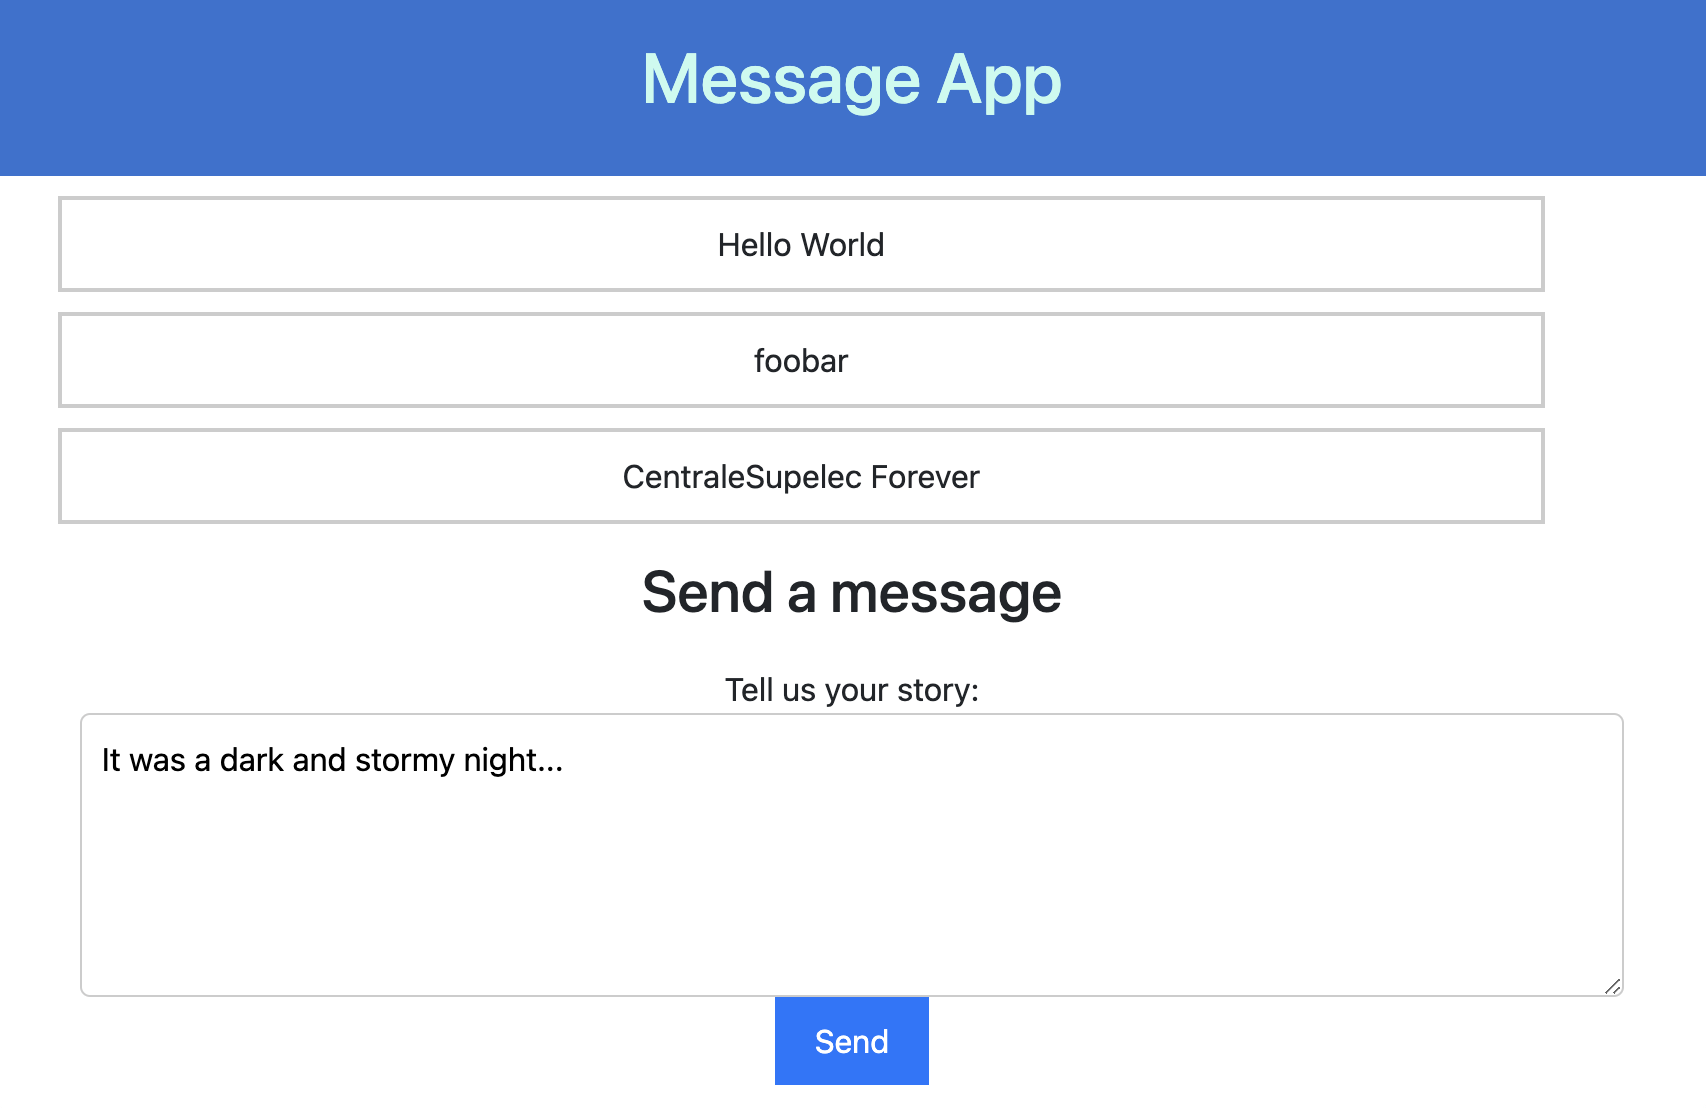 Message App
Hello World
foobar
CentraleSupelec Forever
Send a message
Tell us your story:
It was a dark and stormy night...
Send